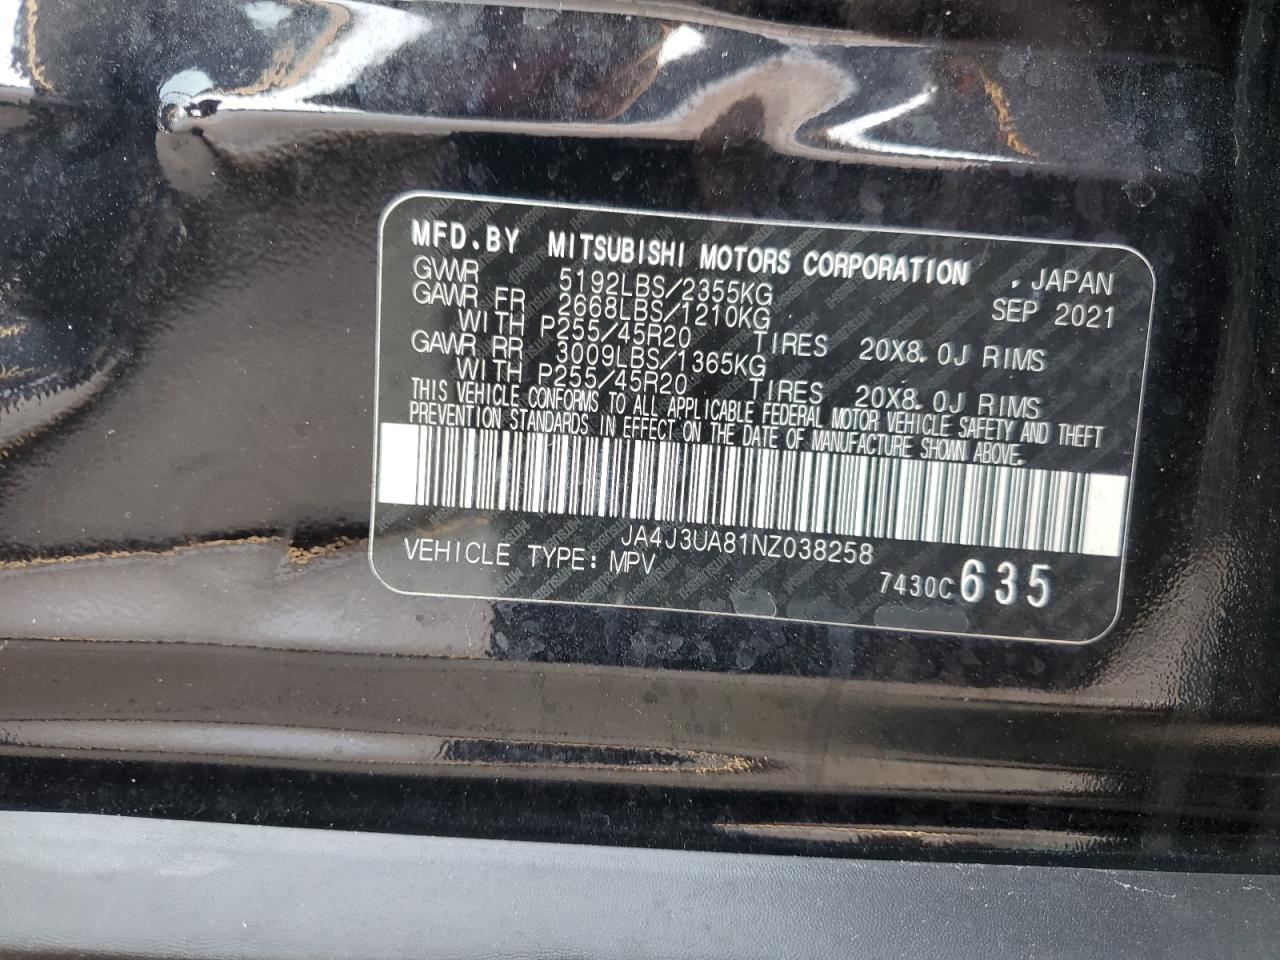 MFD.BY MITSUBISHI MOTORS CORPORATION , JAPAN
GVWR 5192LBS/2355KG SEP 2021
GAWR FR 2668LBS/1210KG
WITH P255/45R20 TIRES 20X8.0J RIMS
GAWR RR 3009LBS/1365KG
WITH P255/45R20 TIRES 20X8.0J RIMS
THIS VEHICLE CONFORMS TO ALL APPLICABLE FEDERAL MOTOR VEHICLE SAFETY AND THEFT
PREVENTION STANDARDS IN EFFECT ON THE DATE OF MANUFACTURE SHOWN ABOVE.
JA4J3UA81NZ038258
VEHICLE TYPE: MPV 7430C 635